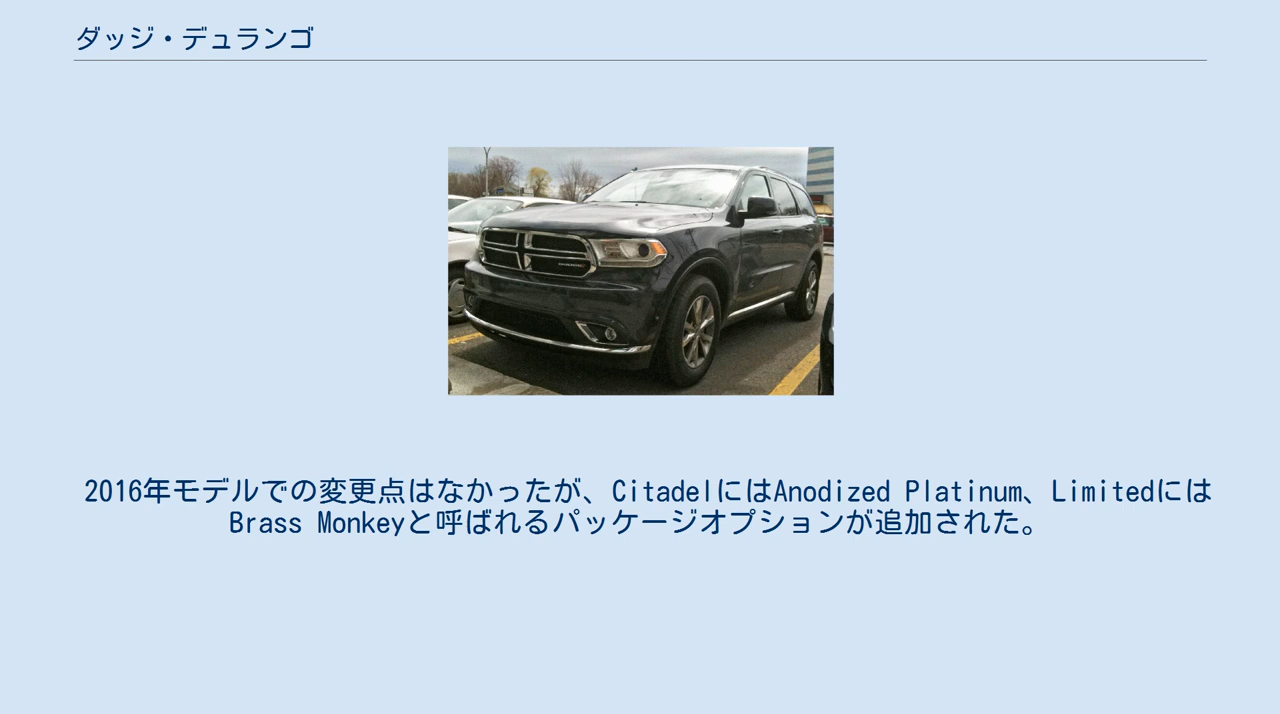 ダッジ・デュランゴ
2016年モデルでの変更点はなかったが、CitadelにはAnodized Platinum、Limitedには
Brass Monkeyと呼ばれるパッケージオプションが追加された。